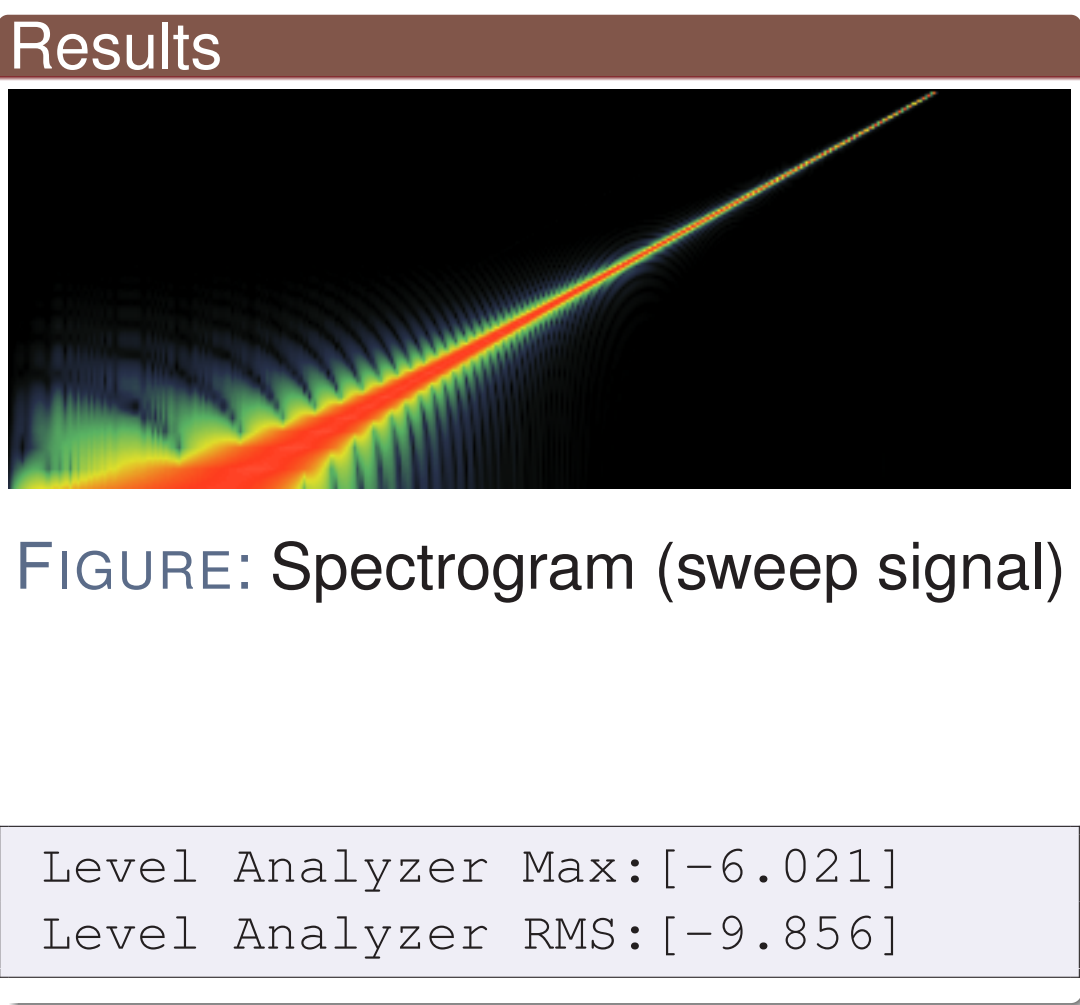 Results
FIGURE: Spectrogram (sweep signal)
Level Analyzer Max:[-6.021]
Level Analyzer RMS:[-9.856]